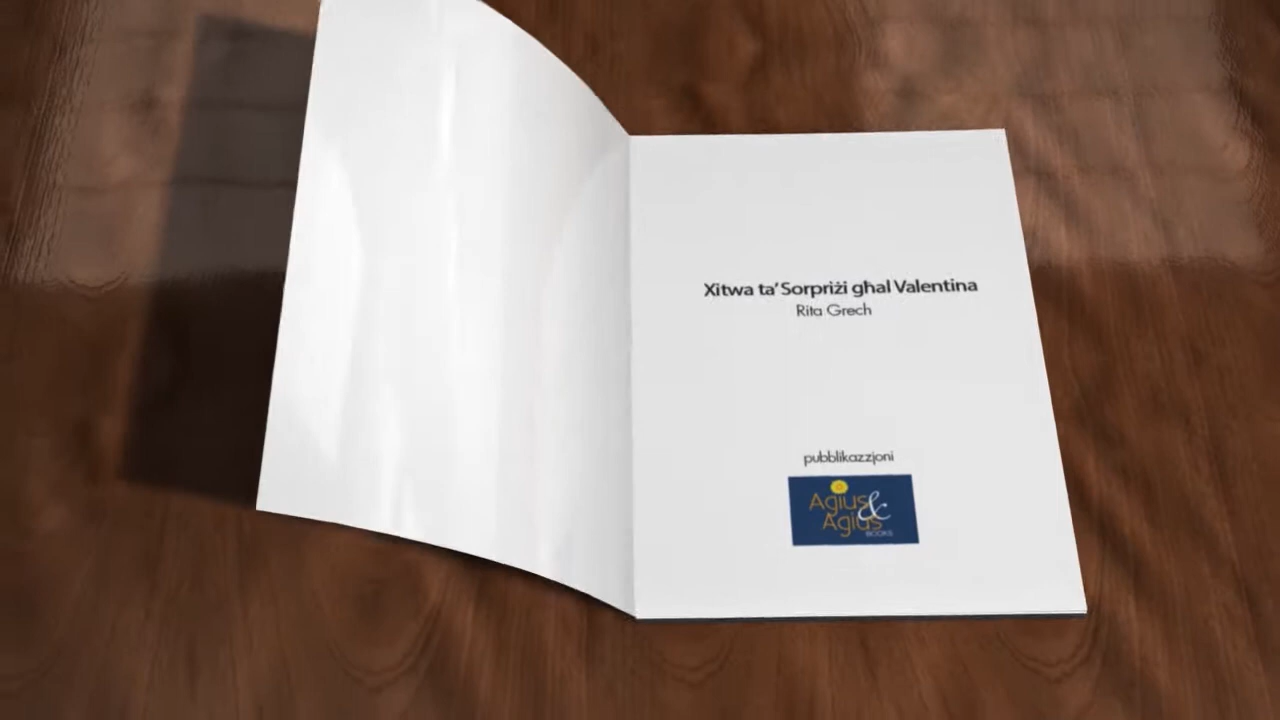 Xitwa ta' Sorpriżi għal Valentina
Rita Grech
pubblikazzjoni
Agius &
Agius
BOOKS